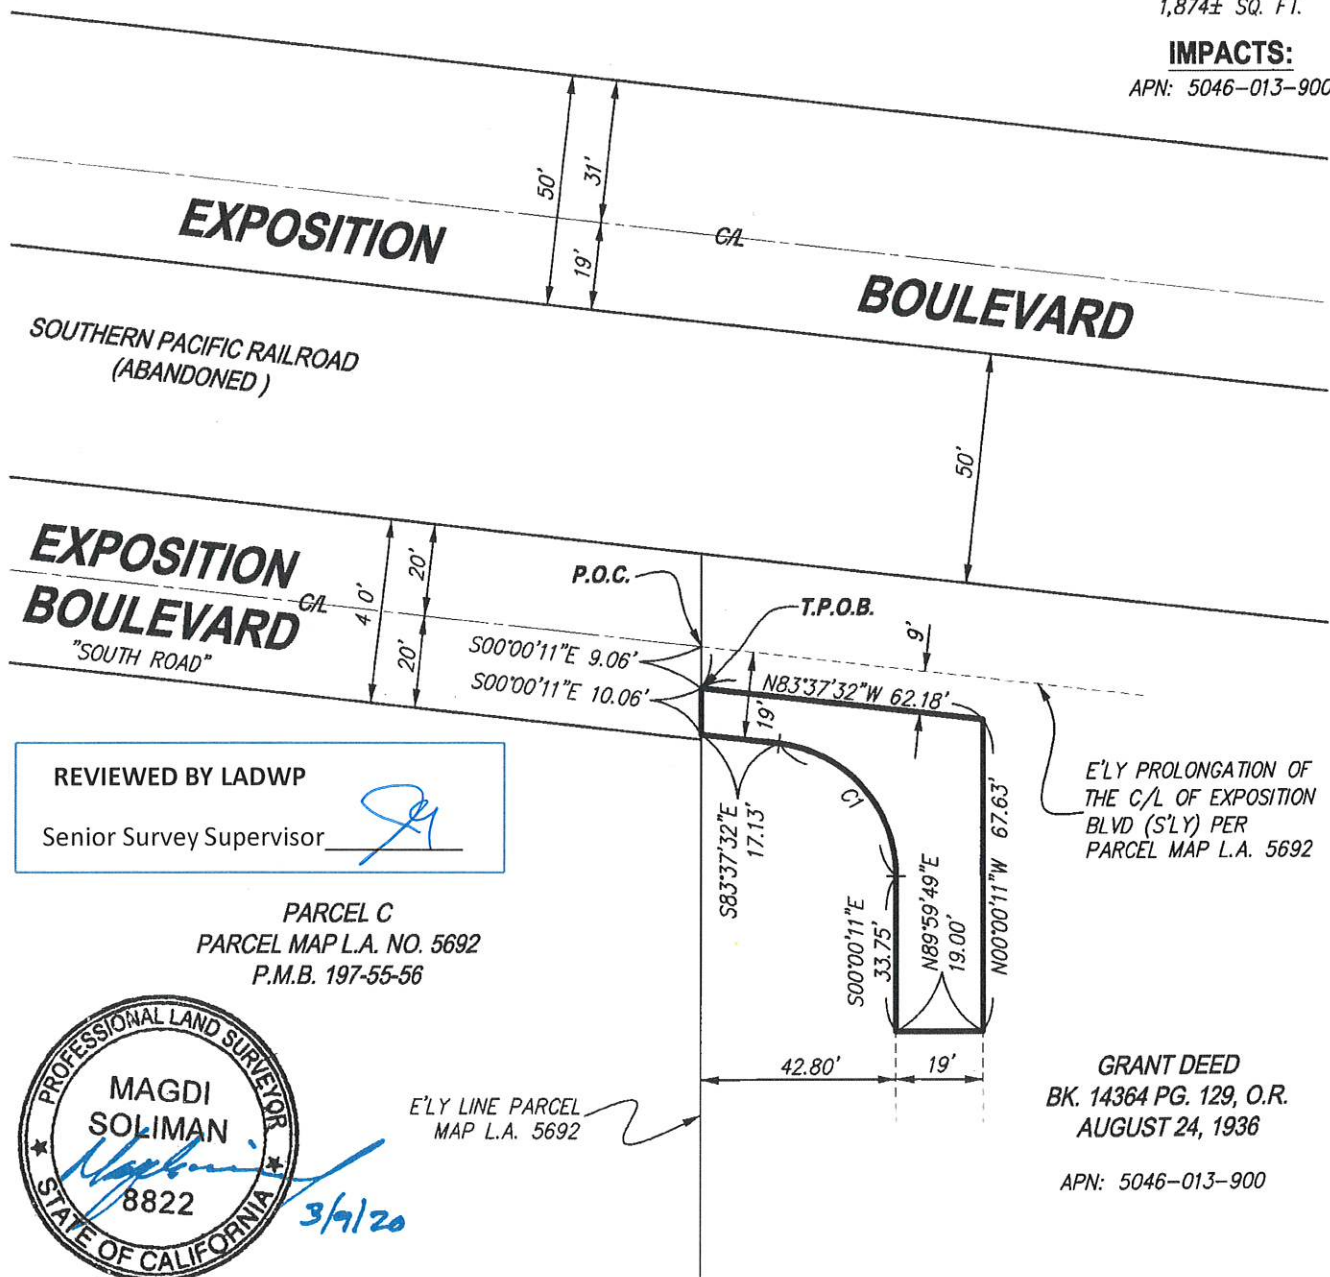 1,874± SQ. FT.
IMPACTS:
APN: 5046-013-900
50'
31'
19'
EXPOSITION
C/L
BOULEVARD
SOUTHERN PACIFIC RAILROAD
(ABANDONED )
50'
EXPOSITION
BOULEVARD
C/L
"SOUTH ROAD"
4 0'
20'
20'
P.O.C.
T.P.O.B.
9'
S00°00'11"E 9.06'
S00°00'11"E 10.06'
N83°37'32"W 62.18'
19'
C1
S83°37'32"E
17.13'
S00°00'11"E
33.75'
N89°59'49"E
19.00'
N00°00'11"W 67.63'
E'LY PROLONGATION OF
THE C/L OF EXPOSITION
BLVD (S'LY) PER
PARCEL MAP L.A. 5692
REVIEWED BY LADWP
Senior Survey Supervisor
PARCEL C
PARCEL MAP L.A. NO. 5692
P.M.B. 197-55-56
42.80'
19'
E'LY LINE PARCEL
MAP L.A. 5692
GRANT DEED
BK. 14364 PG. 129, O.R.
AUGUST 24, 1936
APN: 5046-013-900
PROFESSIONAL LAND SURVEYOR
MAGDI
SOLIMAN
8822
STATE OF CALIFORNIA
3/9/20